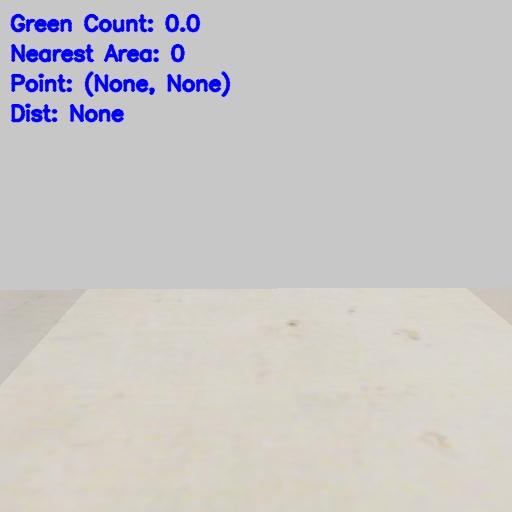 Green Count: 0.0
Nearest Area: 0
Point: (None, None)
Dist: None